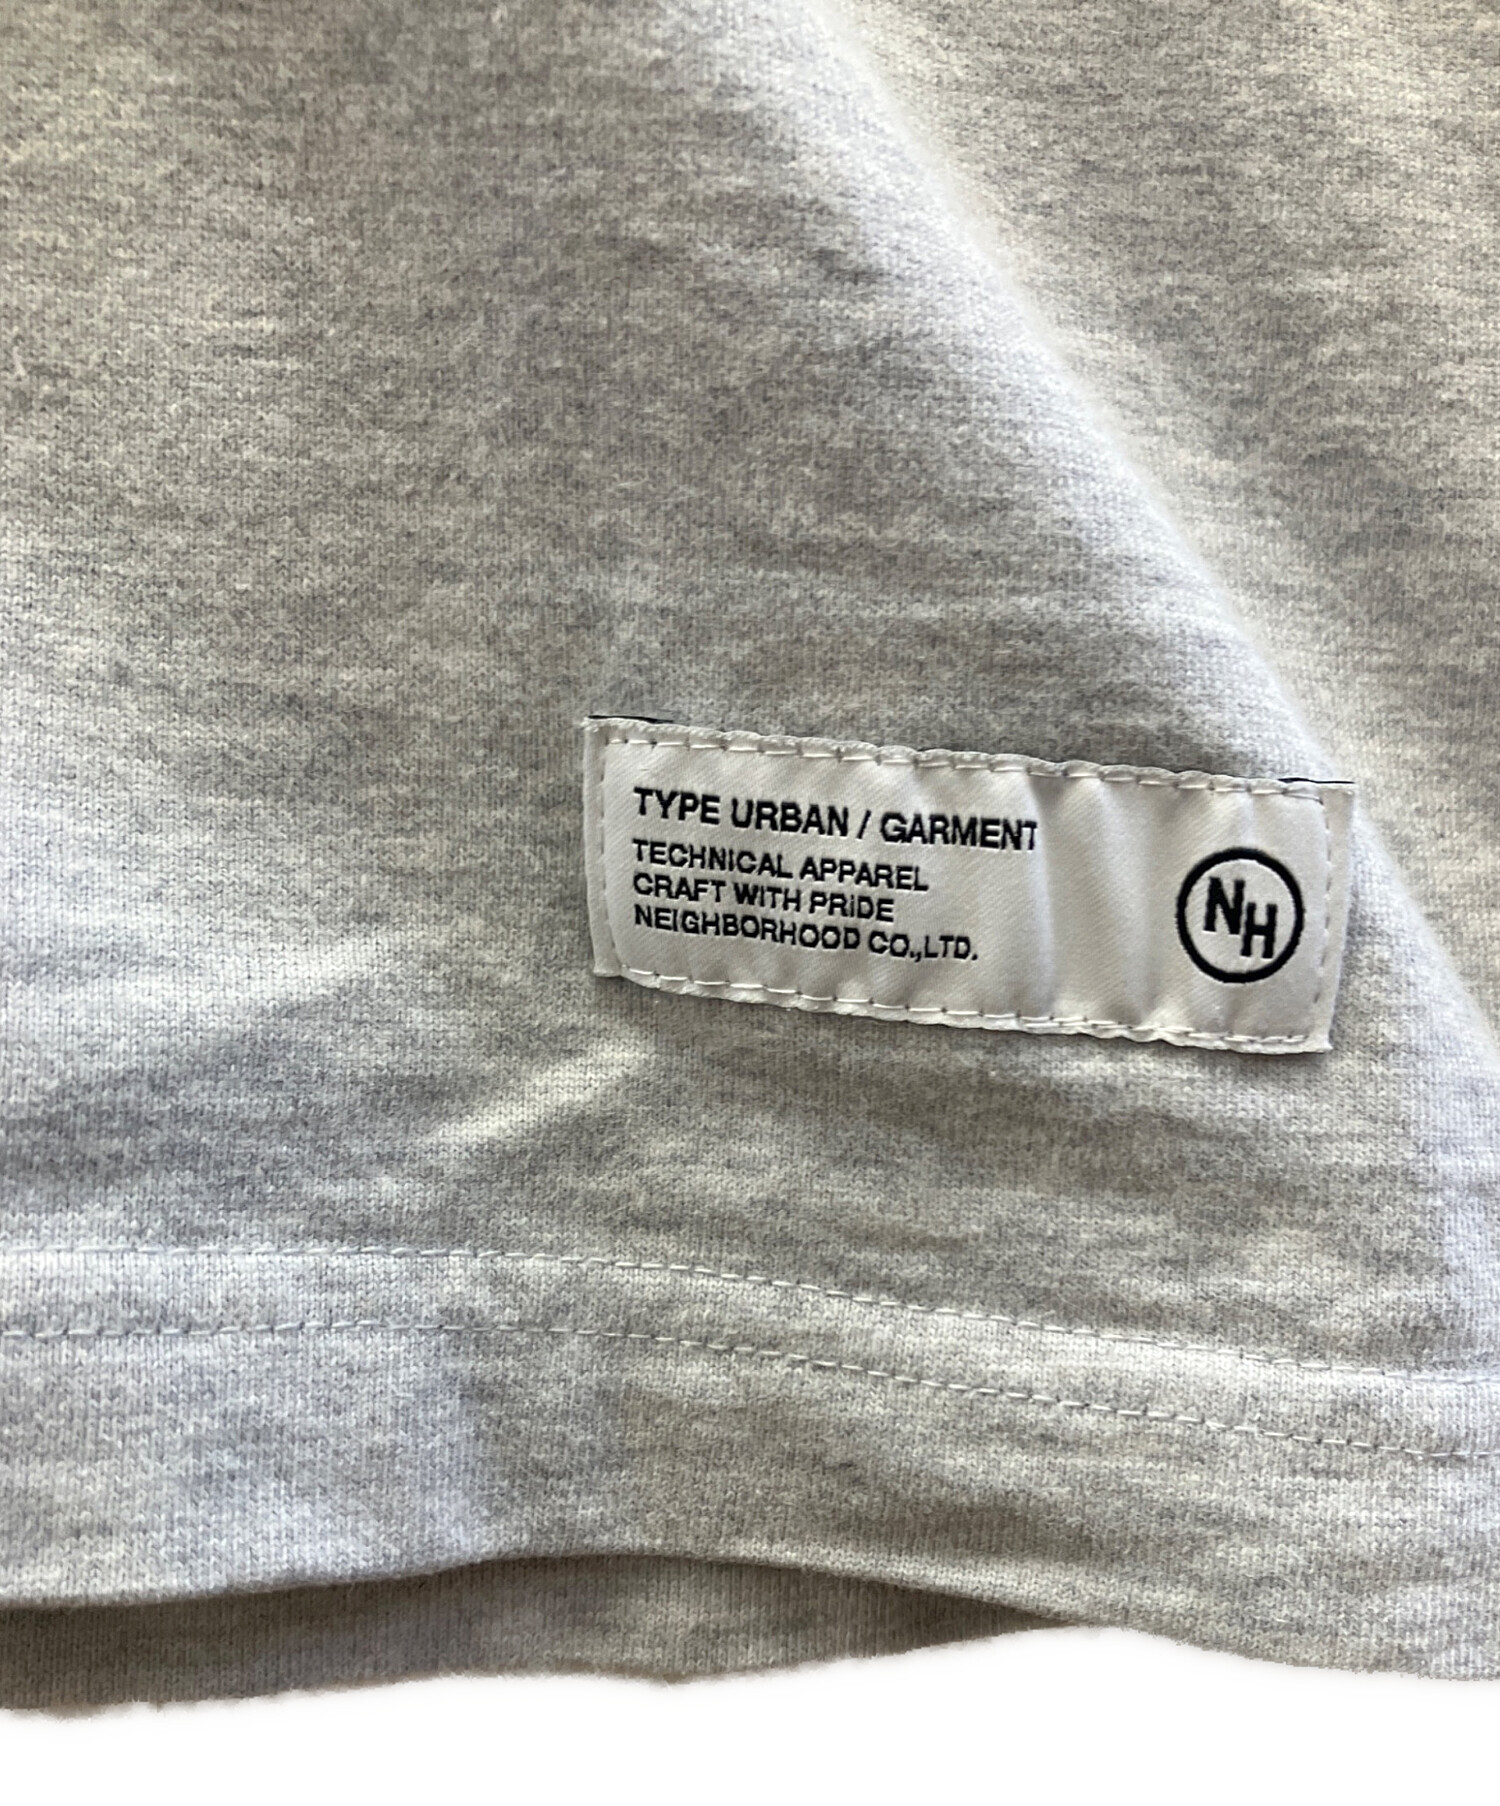 TYPE URBAN / GARMENT
TECHNICAL APPAREL
CRAFT WITH PRIDE
NEIGHBORHOOD CO.,LTD.
NH